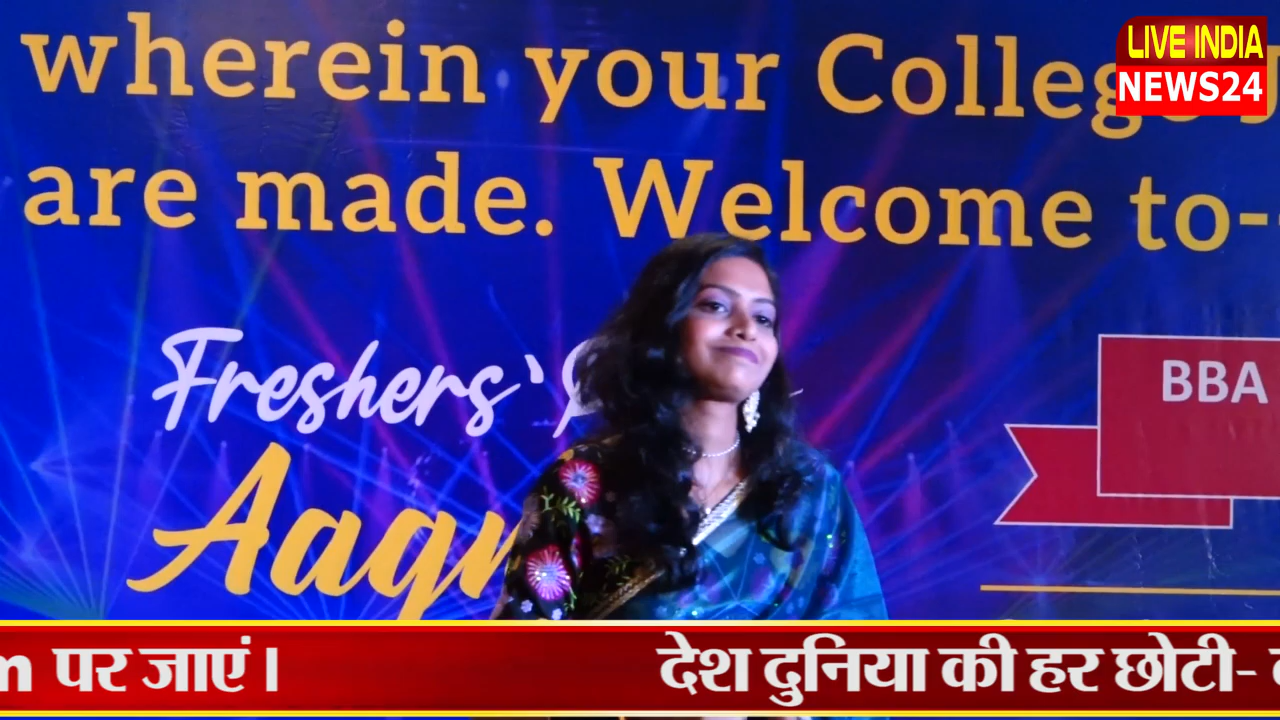 wherein your College
are made. Welcome to-
LIVE INDIA
NEWS24
Freshers'
BBA
पर जाएं।
देश दुनिया की हर छोटी-